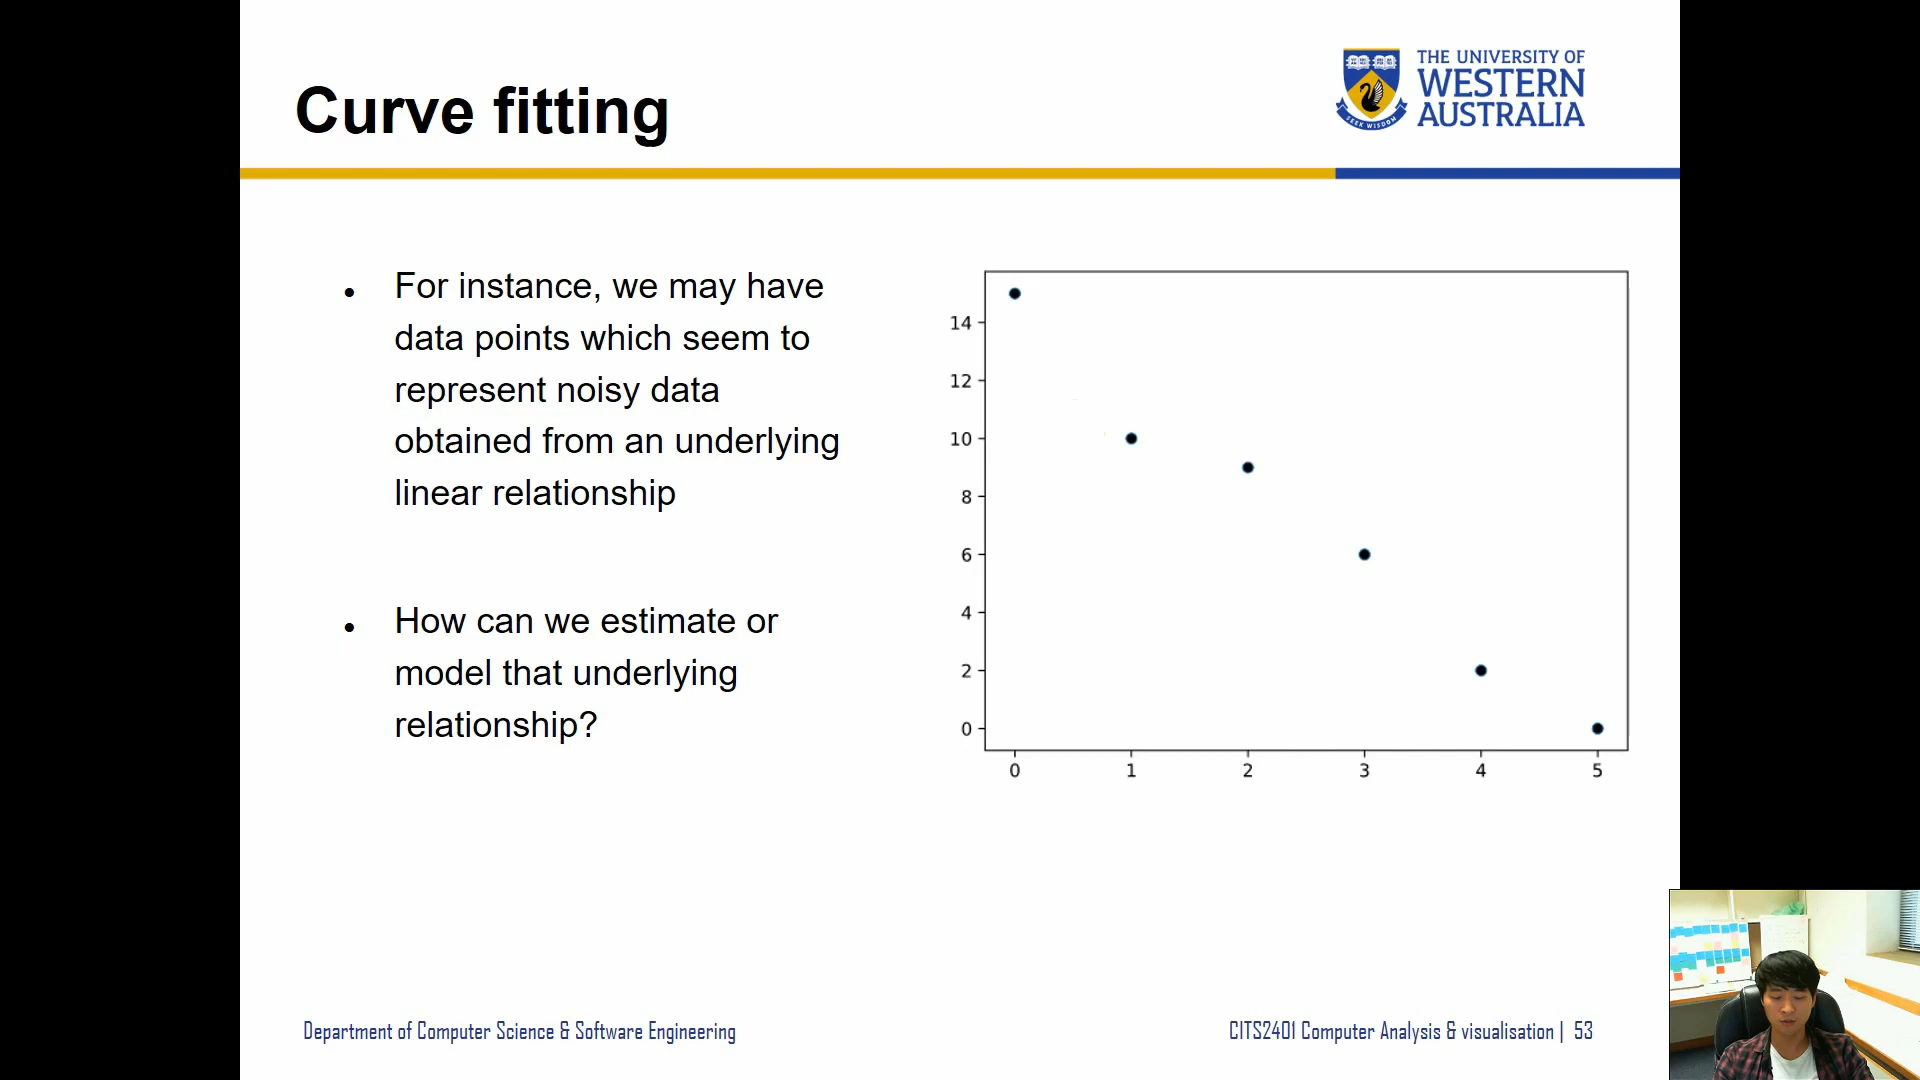 Curve fitting
THE UNIVERSITY OF
WESTERN
AUSTRALIA
SEEK WISDOM
For instance, we may have
data points which seem to
represent noisy data
obtained from an underlying
linear relationship
How can we estimate or
model that underlying
relationship?
14
12
10
8
6
4
2
0
0 1 2 3 4 5
Department of Computer Science & Software Engineering
CITS2401 Computer Analysis & visualisation | 53